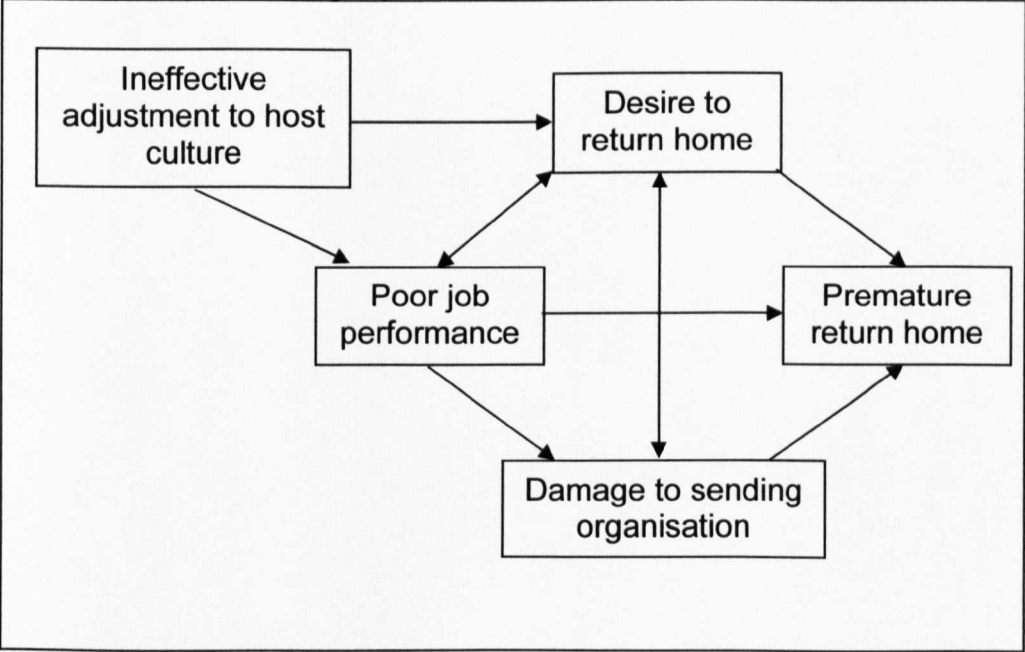 Ineffective
adjustment to host
culture
Desire to
return home
Poor job
performance
Premature
return home
Damage to sending
organisation